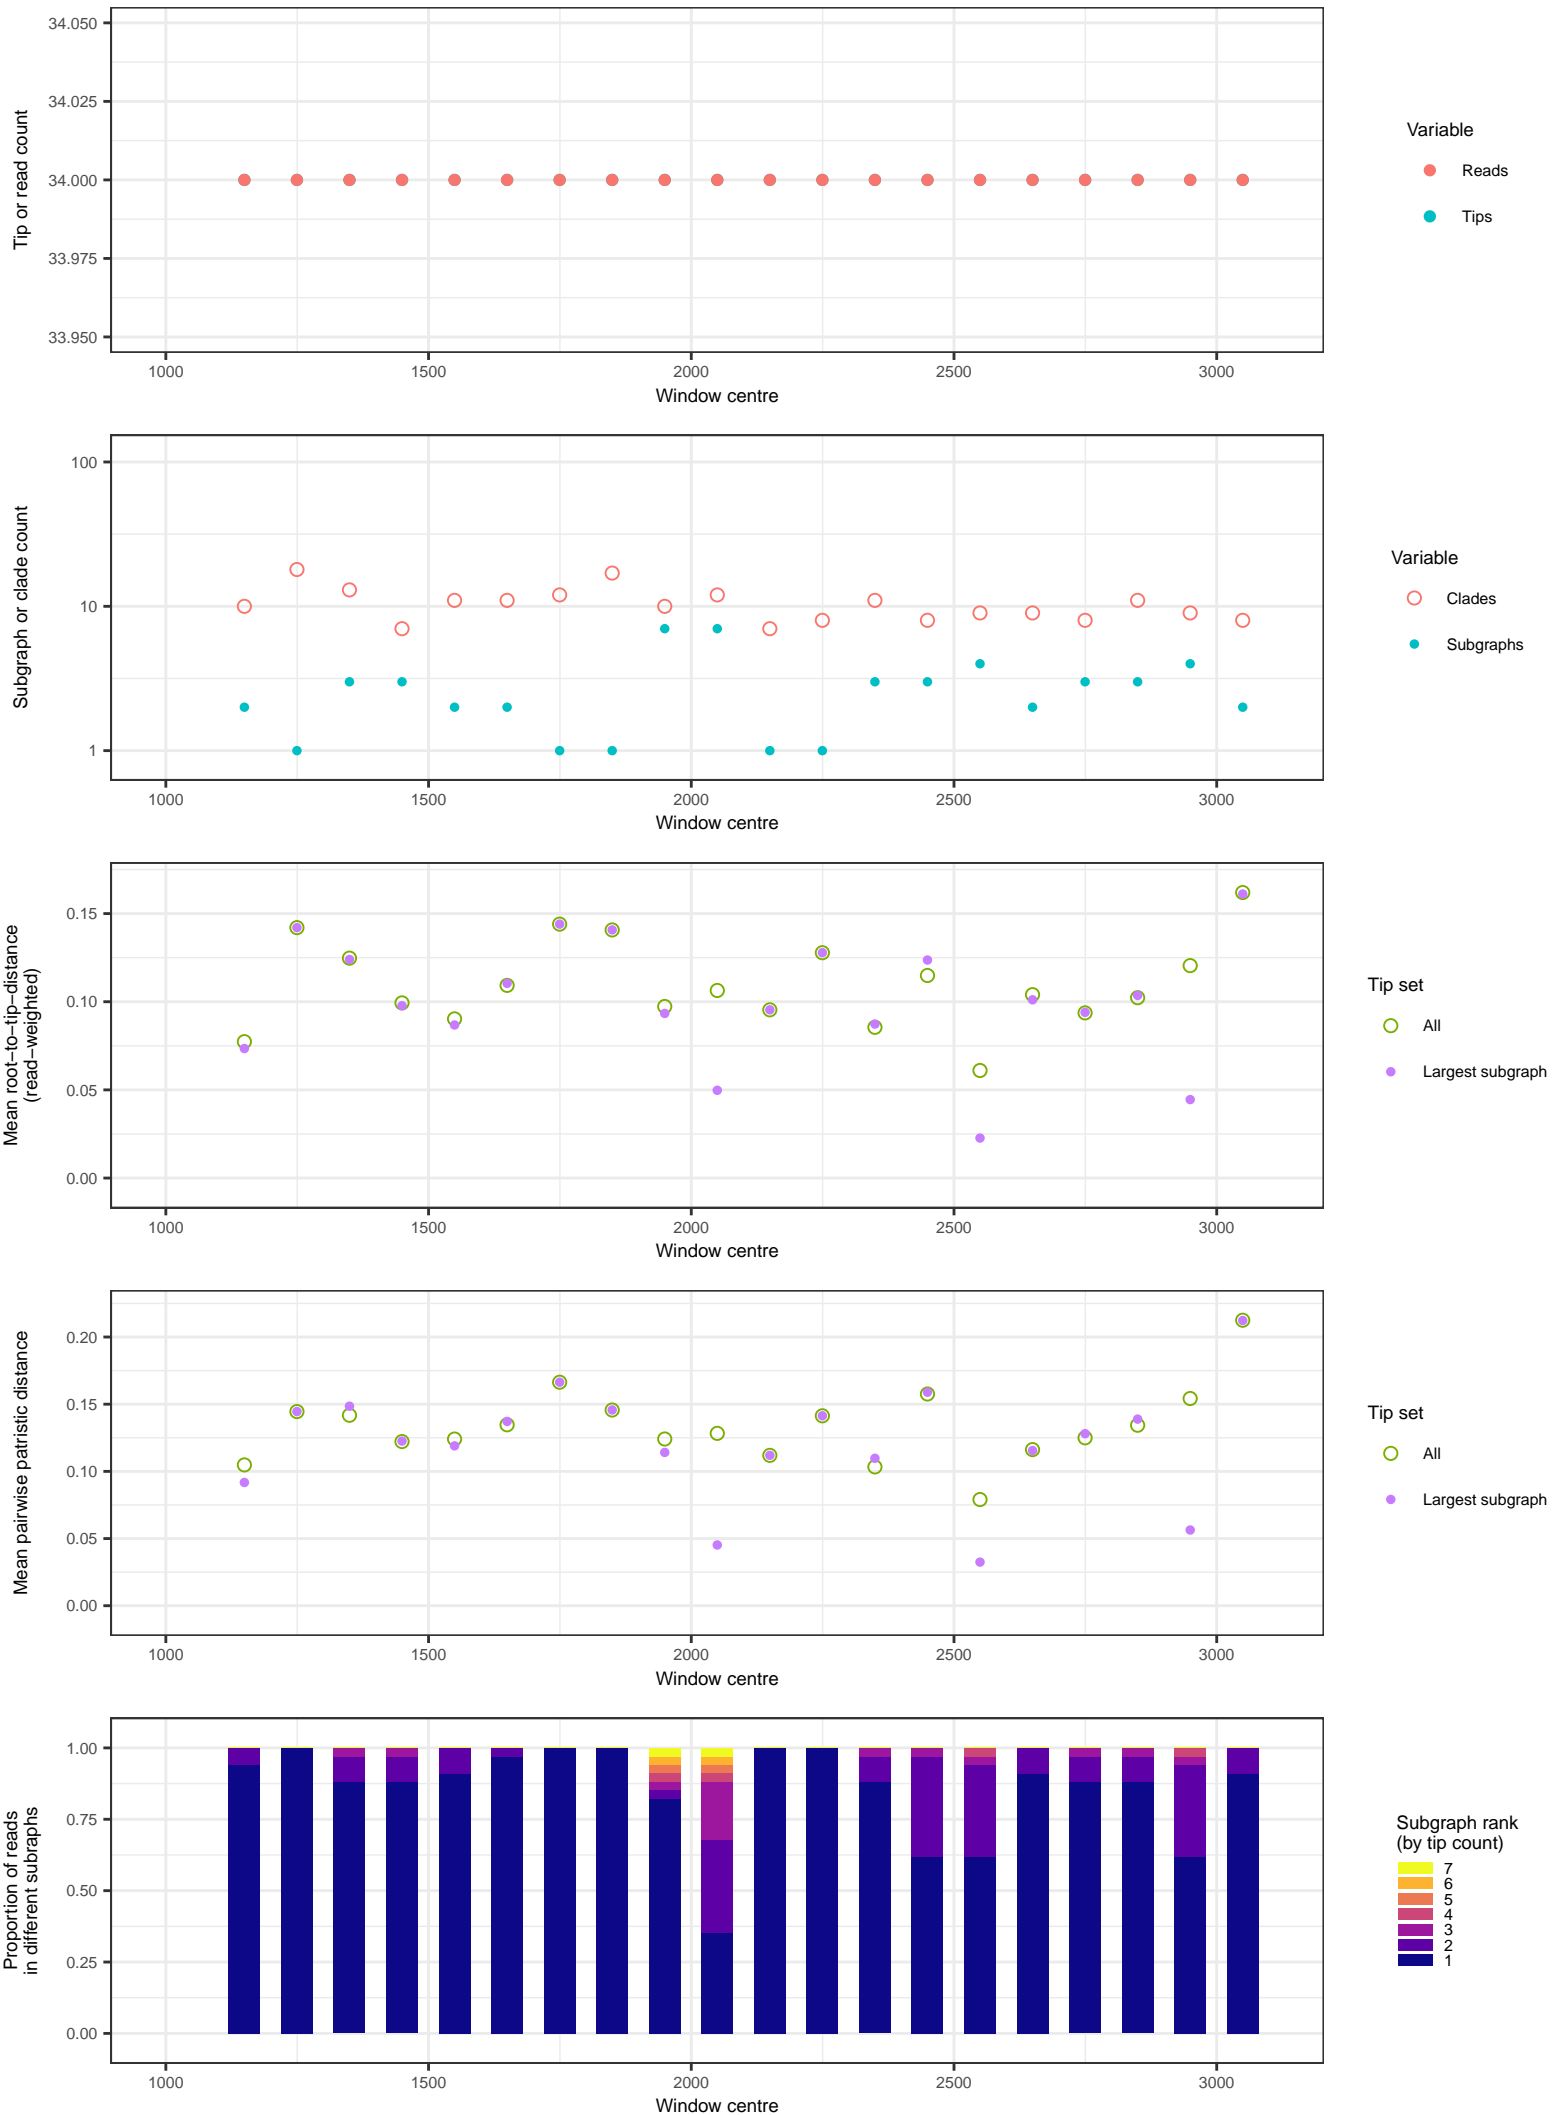 Tip or read count
34.050
34.025
34.000
33.975
33.950
1000 1500 2000 2500 3000
Window centre
Variable
Reads
Tips
Subgraph or clade count
100
10
1
1000 1500 2000 2500 3000
Window centre
Variable
Clades
Subgraphs
Mean root−to−tip−distance
(read−weighted)
0.15
0.10
0.05
0.00
1000 1500 2000 2500 3000
Window centre
Tip set
All
Largest subgraph
Mean pairwise patristic distance
0.20
0.15
0.10
0.05
0.00
1000 1500 2000 2500 3000
Window centre
Tip set
All
Largest subgraph
Proportion of reads
in different subraphs
1.00
0.75
0.50
0.25
0.00
1000 1500 2000 2500 3000
Window centre
Subgraph rank
(by tip count)
7
6
5
4
3
2
1